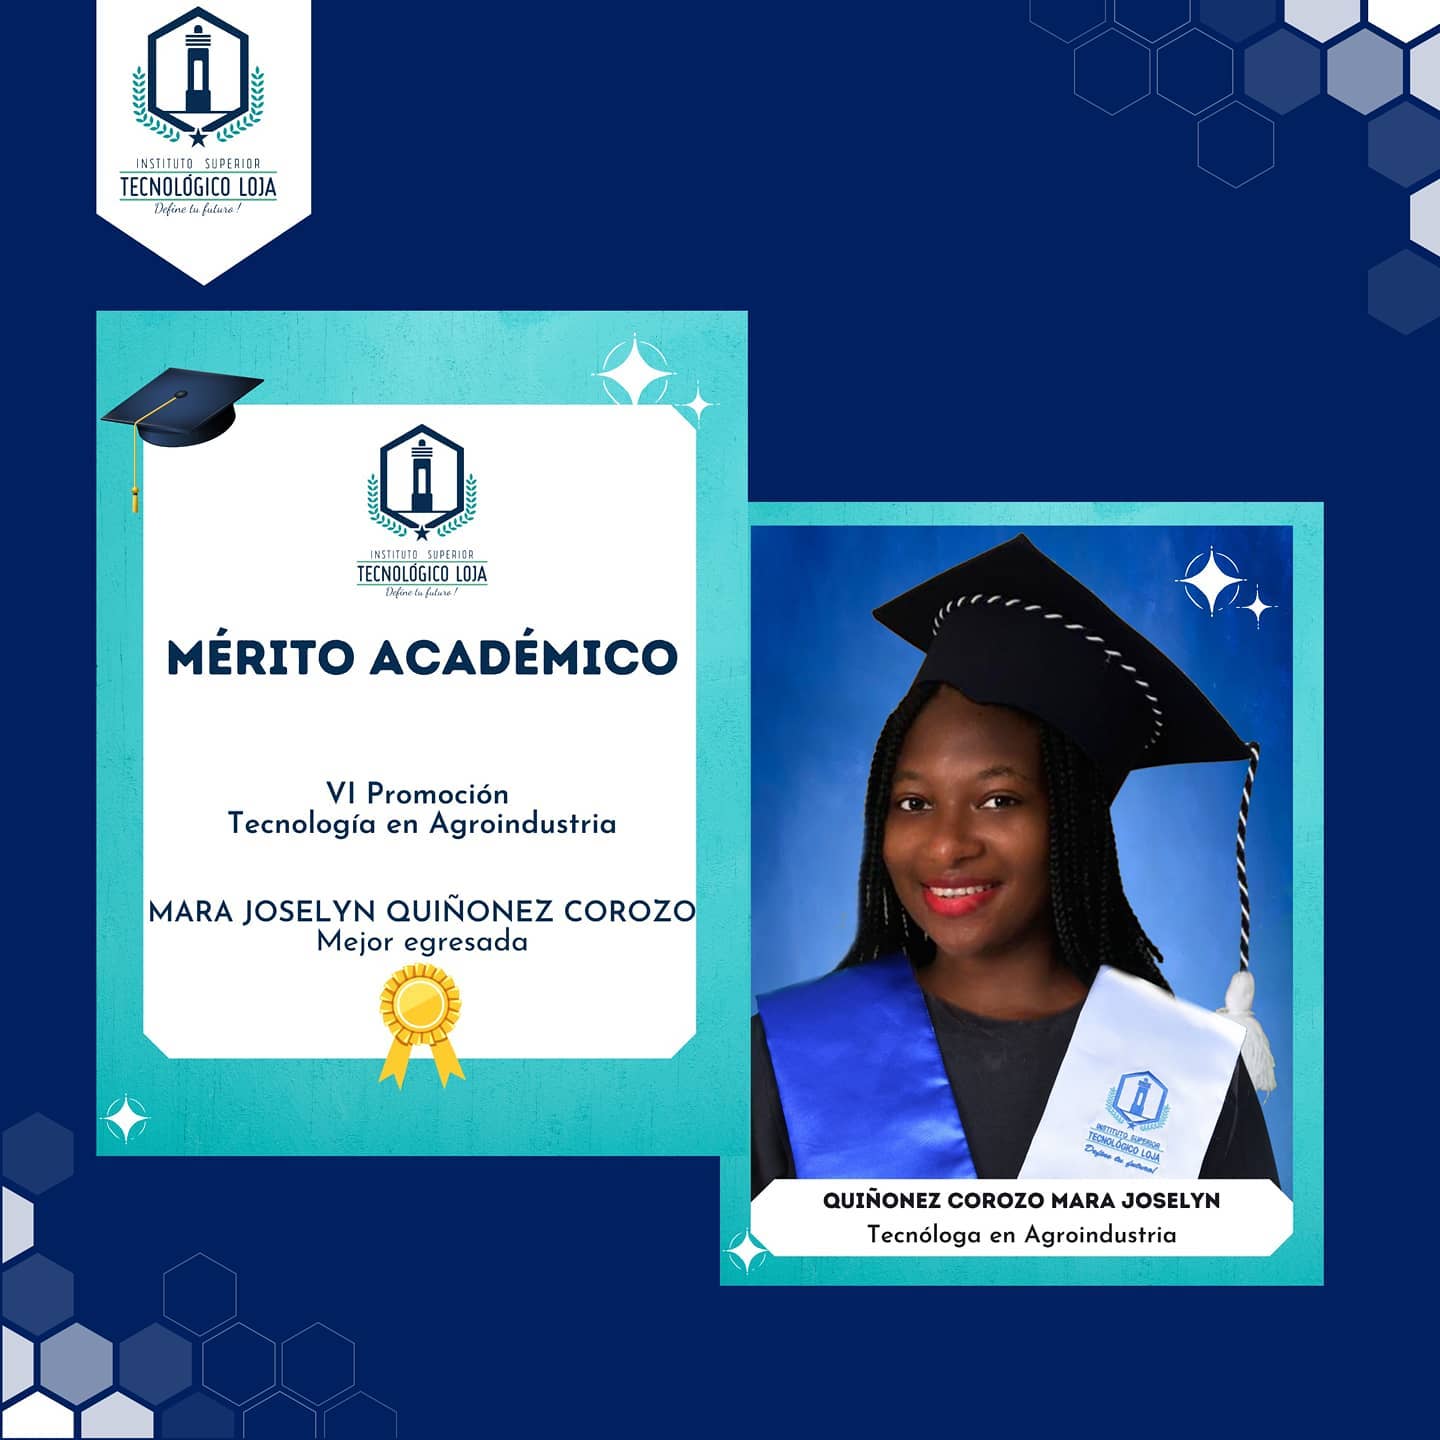 INSTITUTO SUPERIOR
TECNOLÓGICO LOJA
Define tu futuro!
INSTITUTO SUPERIOR
TECNOLÓGICO LOJA
Define tu futuro!
MÉRITO ACADÉMICO
VI Promoción
Tecnología en Agroindustria
MARA JOSELYN QUIÑONEZ COROZO
Mejor egresada
INSTITUTO SUPERIOR
TECNOLÓGICO LOJA
Define tu futuro!
QUIÑONEZ COROZO MARA JOSELYN
Tecnóloga en Agroindustria